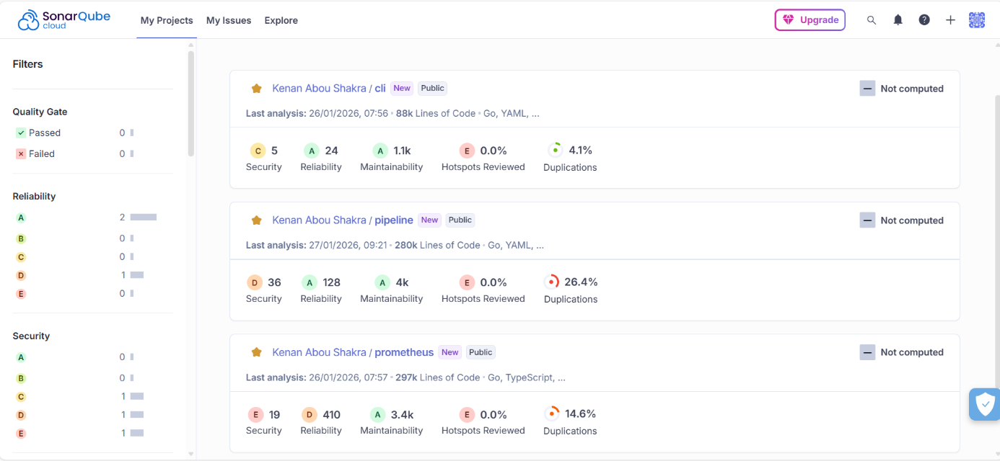 SonarQube cloud My Projects My Issues Explore Upgrade
Filters
Quality Gate
Passed 0
Failed 0
Reliability
A 2
B 0
C 0
D 1
E 0
Security
A 0
B 0
C 1
D 1
E 1
Kenan Abou Shakra / cli New Public Not computed
Last analysis: 26/01/2026, 07:56 • 88k Lines of Code • Go, YAML, ...
C 5 A 24 A 1.1k E 0.0% 4.1%
Security Reliability Maintainability Hotspots Reviewed Duplications
Kenan Abou Shakra / pipeline New Public Not computed
Last analysis: 27/01/2026, 09:21 • 280k Lines of Code • Go, YAML, ...
D 36 A 128 A 4k E 0.0% 26.4%
Security Reliability Maintainability Hotspots Reviewed Duplications
Kenan Abou Shakra / prometheus New Public Not computed
Last analysis: 26/01/2026, 07:57 • 297k Lines of Code • Go, TypeScript, ...
E 19 D 410 A 3.4k E 0.0% 14.6%
Security Reliability Maintainability Hotspots Reviewed Duplications